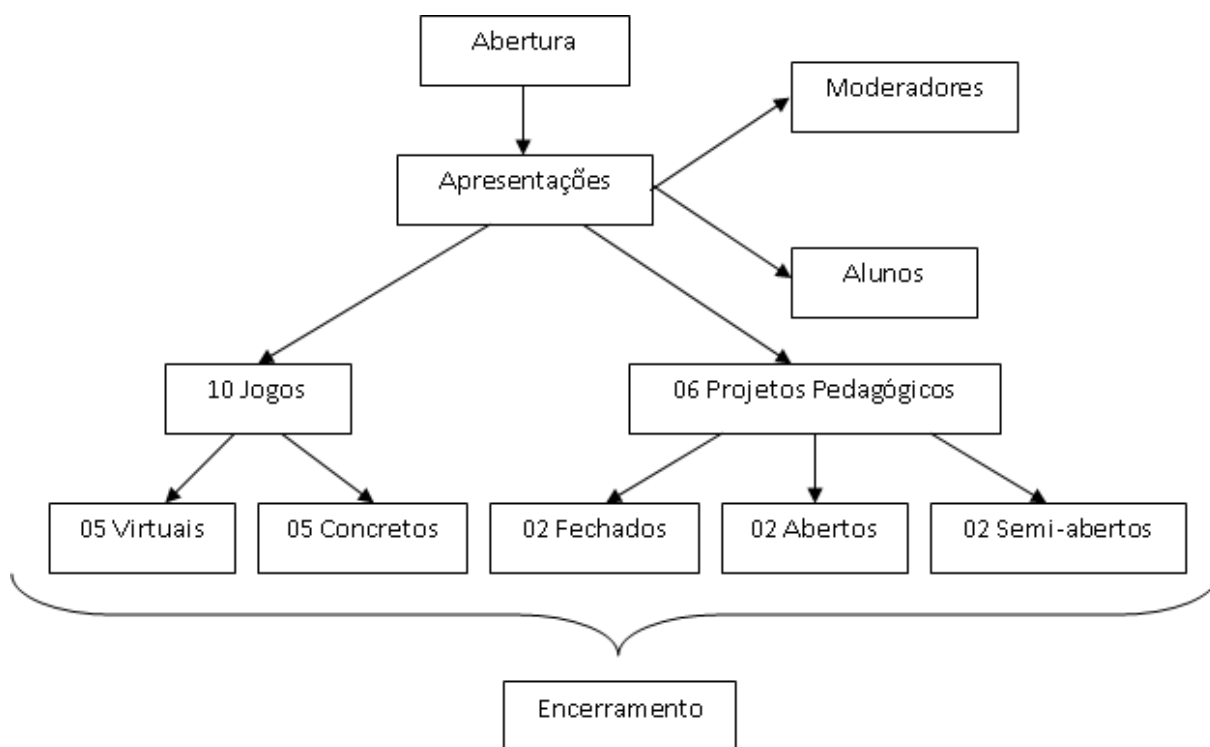 Abertura
Moderadores
Apresentações
Alunos
10 Jogos
06 Projetos Pedagógicos
05 Virtuais
05 Concretos
02 Fechados
02 Abertos
02 Semi-abertos
Encerramento